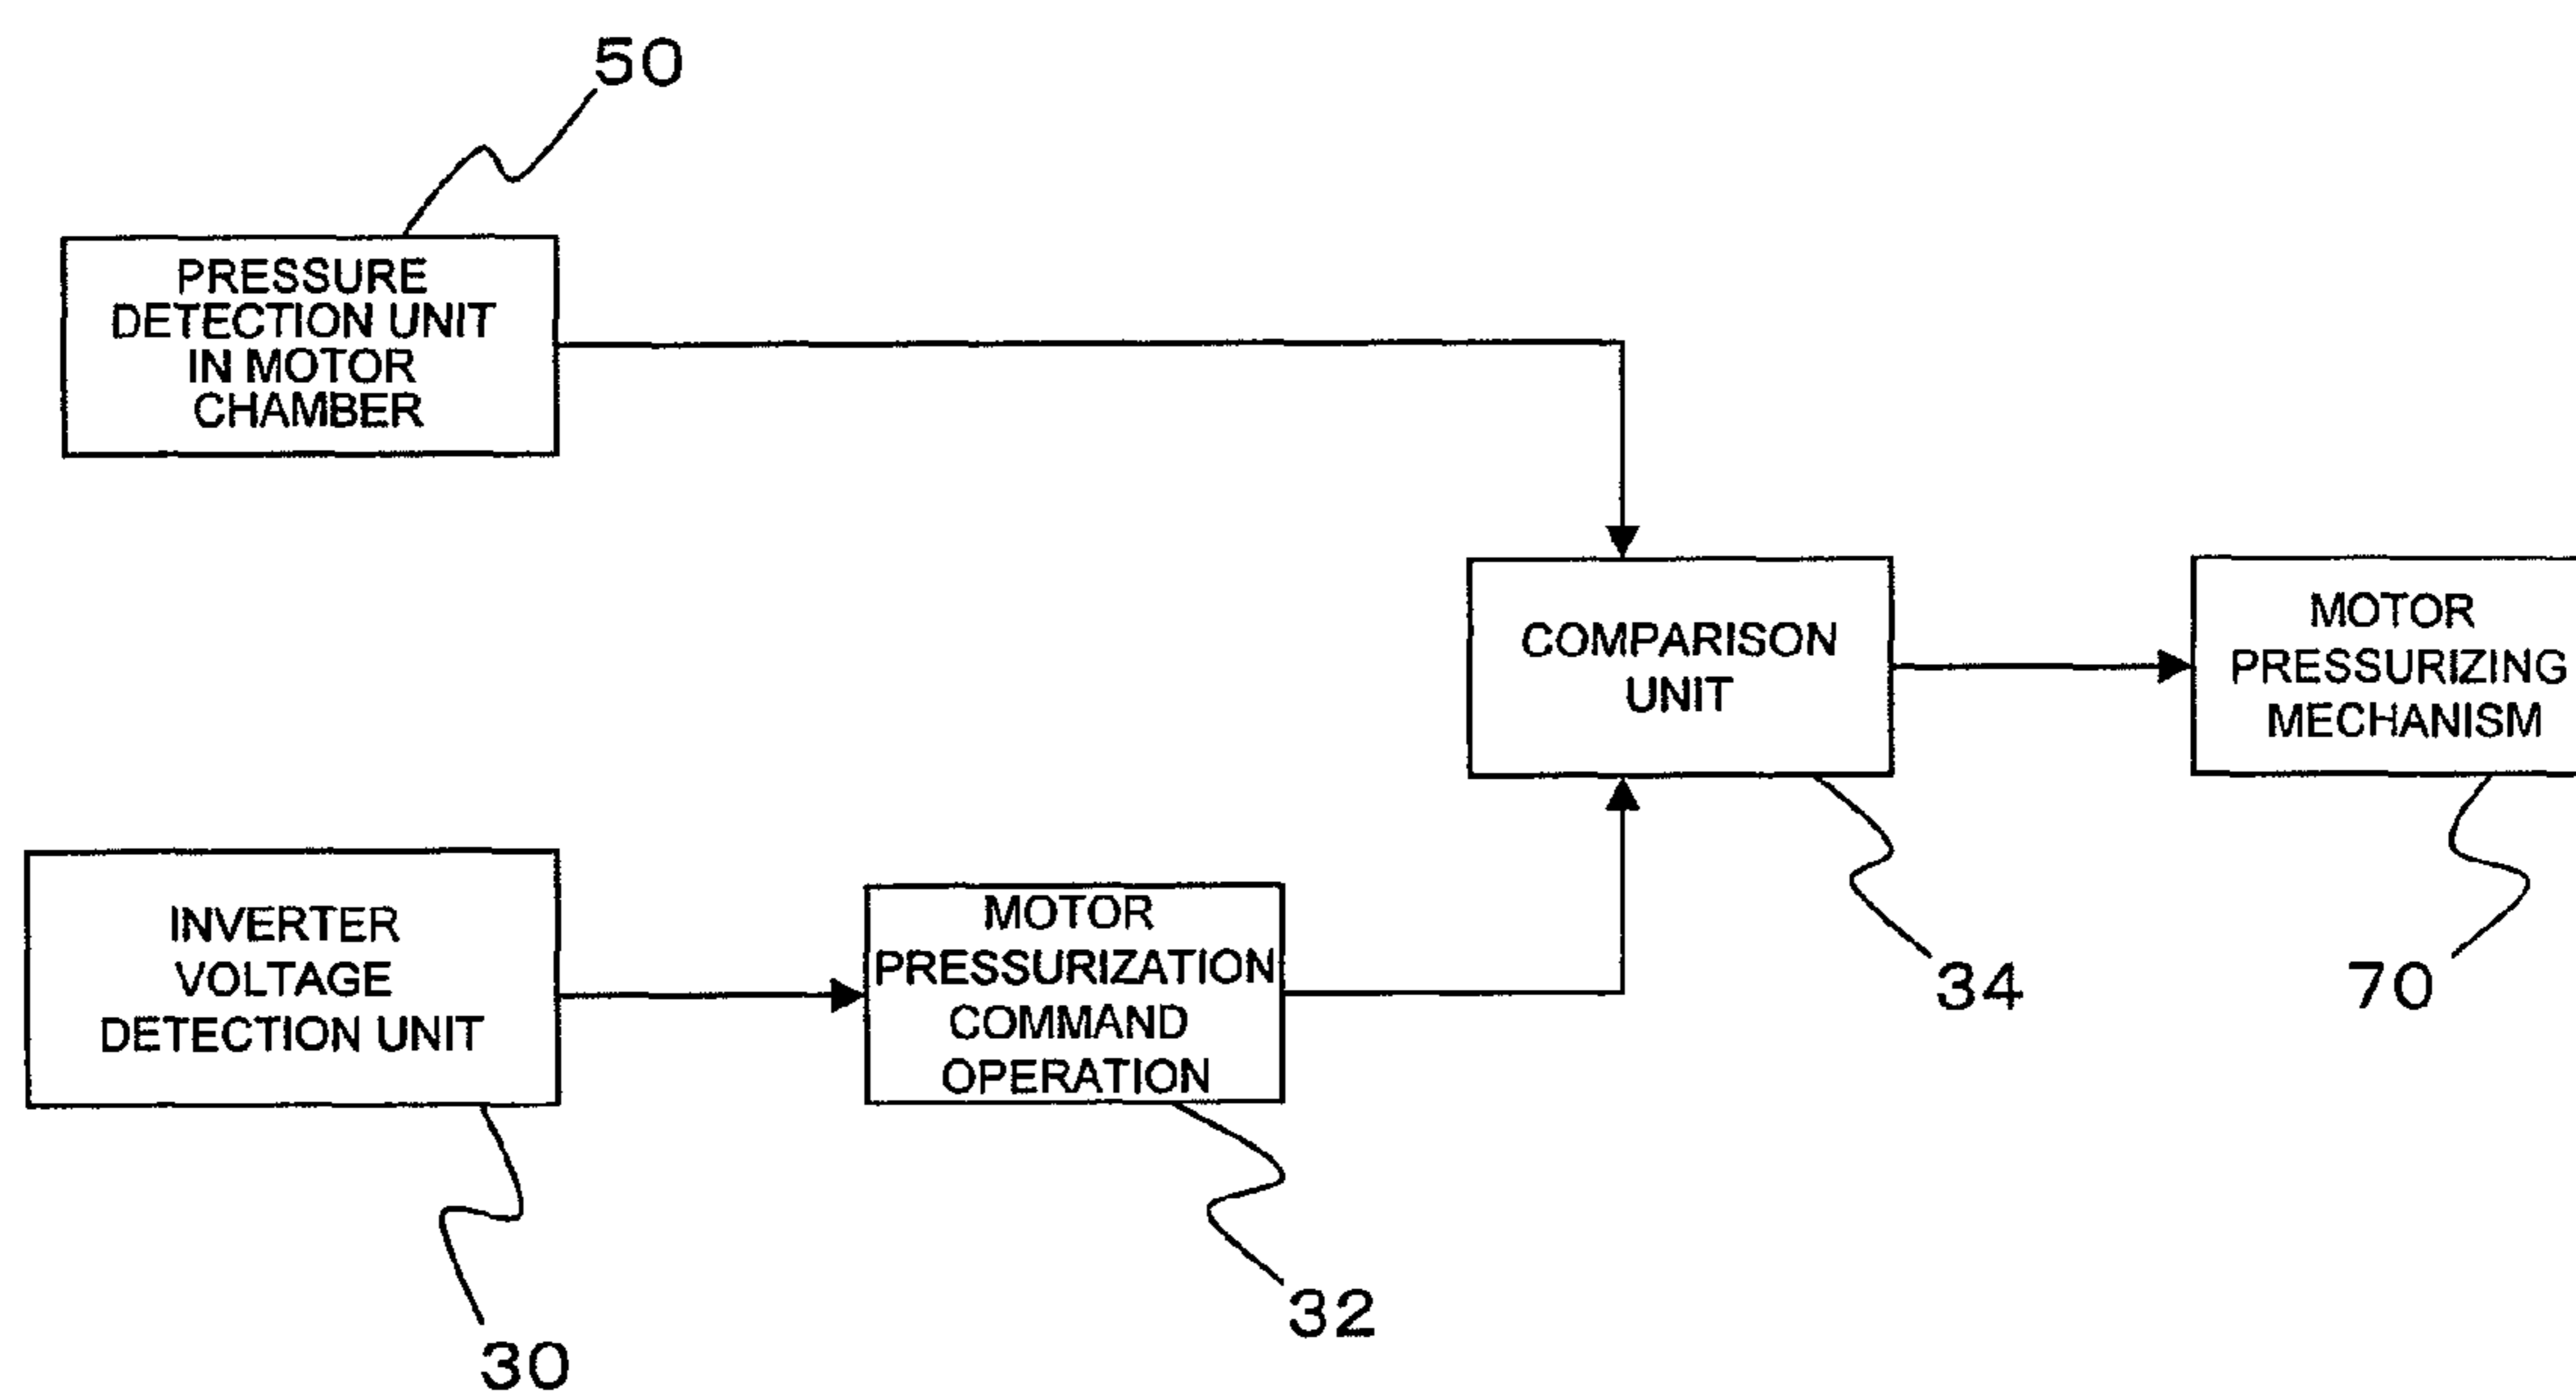 50
PRESSURE
DETECTION UNIT
IN MOTOR
CHAMBER
COMPARISON
UNIT
34
MOTOR
PRESSURIZING
MECHANISM
70
INVERTER
VOLTAGE
DETECTION UNIT
30
MOTOR
PRESSURIZATION
COMMAND
OPERATION
32